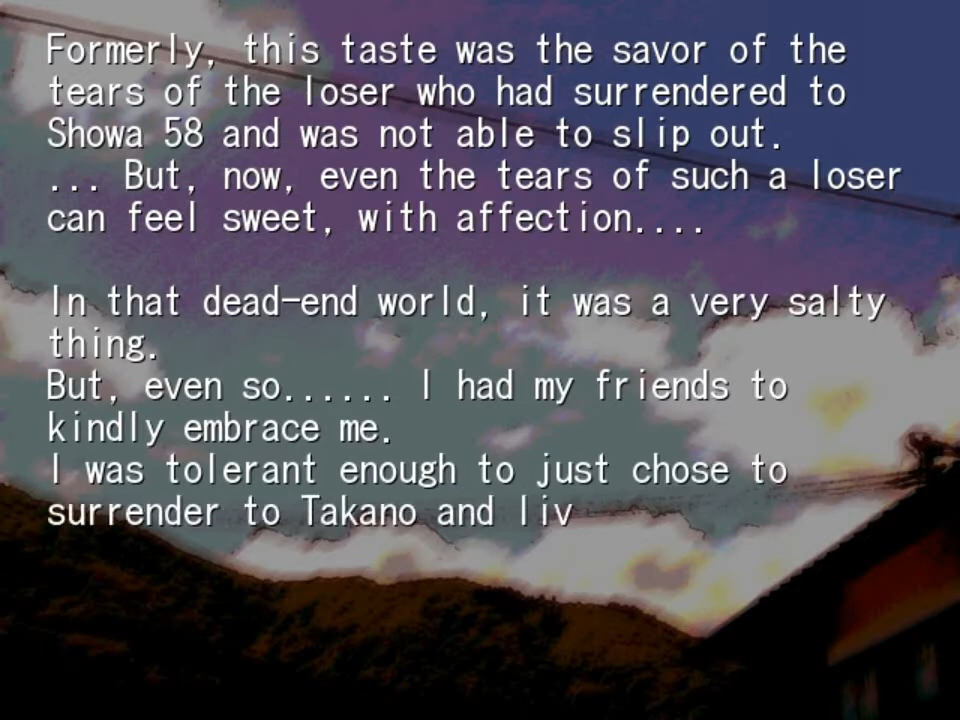 Formerly, this taste was the savor of the
tears of the loser who had surrendered to
Showa 58 and was not able to slip out.
... But, now, even the tears of such a loser
can feel sweet, with affection....
In that dead-end world, it was a very salty
thing.
But, even so...... I had my friends to
kindly embrace me.
I was tolerant enough to just chose to
surrender to Takano and liv